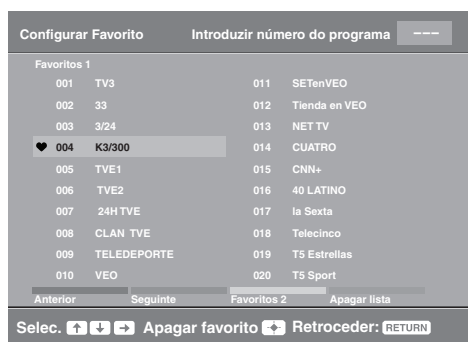 Configurar Favorito Introduzir número do programa ---
Favoritos 1
001 TV3 011 SETenVEO
002 33 012 Tienda en VEO
003 3/24 013 NET TV
004 K3/300 014 CUATRO
005 TVE1 015 CNN+
006 TVE2 016 40 LATINO
007 24H TVE 017 la Sexta
008 CLAN TVE 018 Telecinco
009 TELEDEPORTE 019 T5 Estrellas
010 VEO 020 T5 Sport
Anterior Seguinte Favoritos 2 Apagar lista
Selec. Apagar favorito Retroceder: RETURN